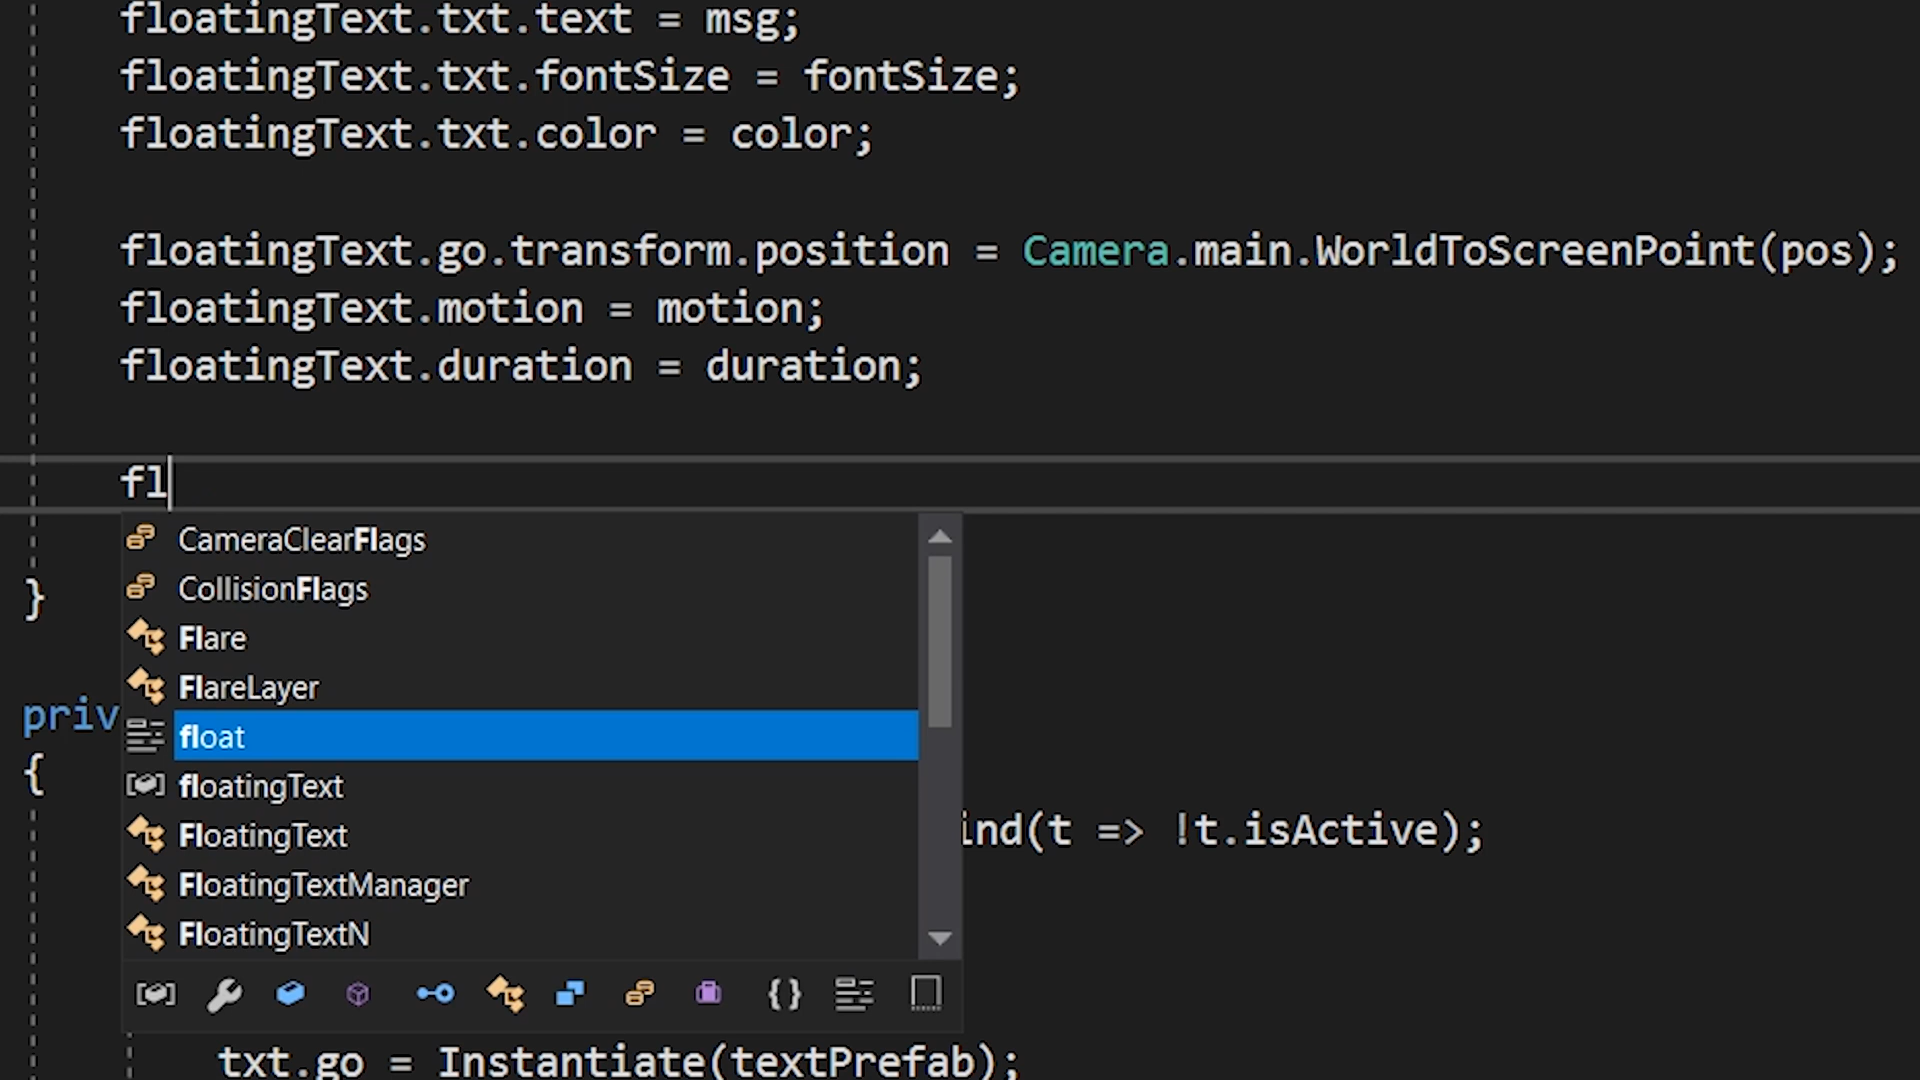 floatingText.txt.text = msg;
floatingText.txt.fontSize = fontSize;
floatingText.txt.color = color;
floatingText.go.transform.position = Camera.main.WorldToScreenPoint(pos);
floatingText.motion = motion;
floatingText.duration = duration;
fl
CameraClearFlags
CollisionFlags
}
Flare
FlareLayer
priv
float
{
floatingText
ind(t => !t.isActive);
FloatingText
FloatingTextManager
FloatingTextN
{}
txt.go = Instantiate(textPrefab);